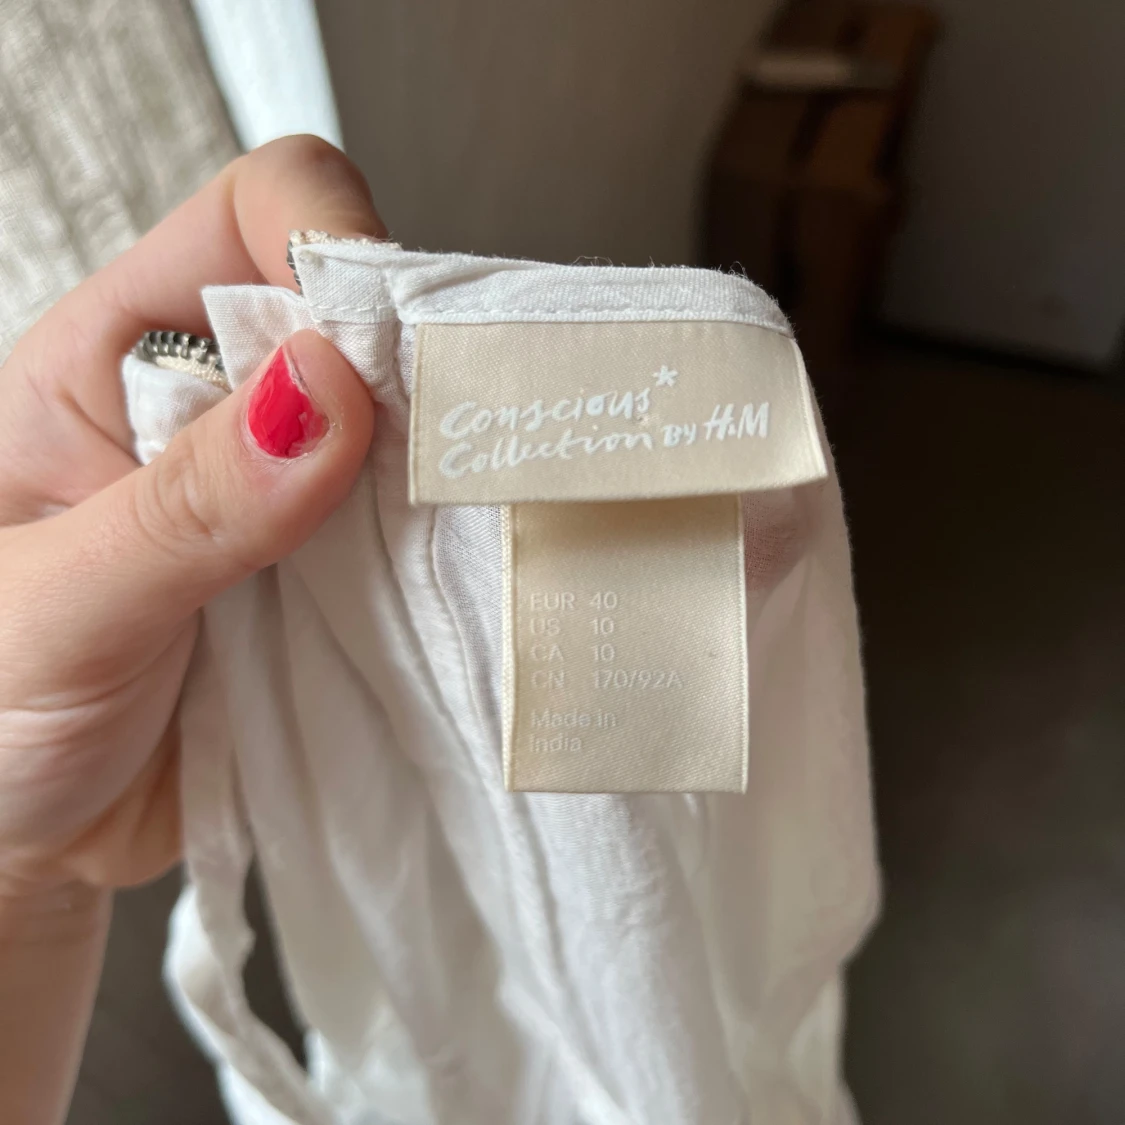 Conscious*
Collection BY H&M
EUR 40
US 10
CA 10
CN 170/92A
Made in
India